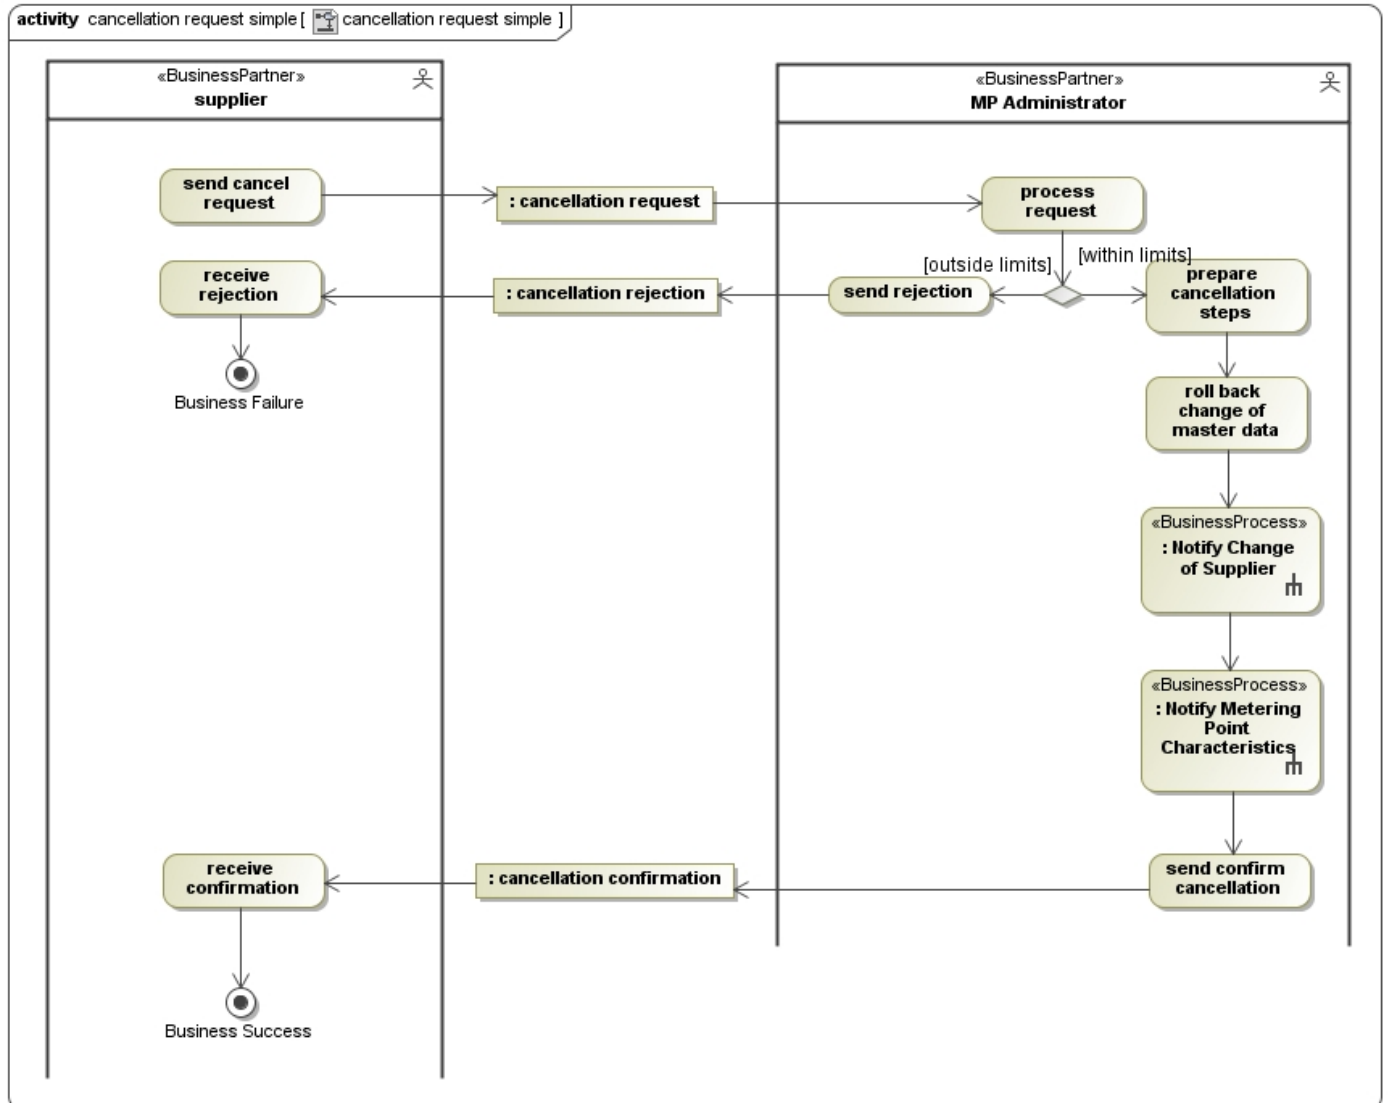 activity cancellation request simple [ cancellation request simple ]
«BusinessPartner»
supplier
«BusinessPartner»
MP Administrator
send cancel
request
: cancellation request
process
request
[outside limits]
[within limits]
receive
rejection
: cancellation rejection
send rejection
prepare
cancellation
steps
Business Failure
roll back
change of
master data
«BusinessProcess»
: Notify Change
of Supplier
«BusinessProcess»
: Notify Metering
Point
Characteristics
receive
confirmation
: cancellation confirmation
send confirm
cancellation
Business Success